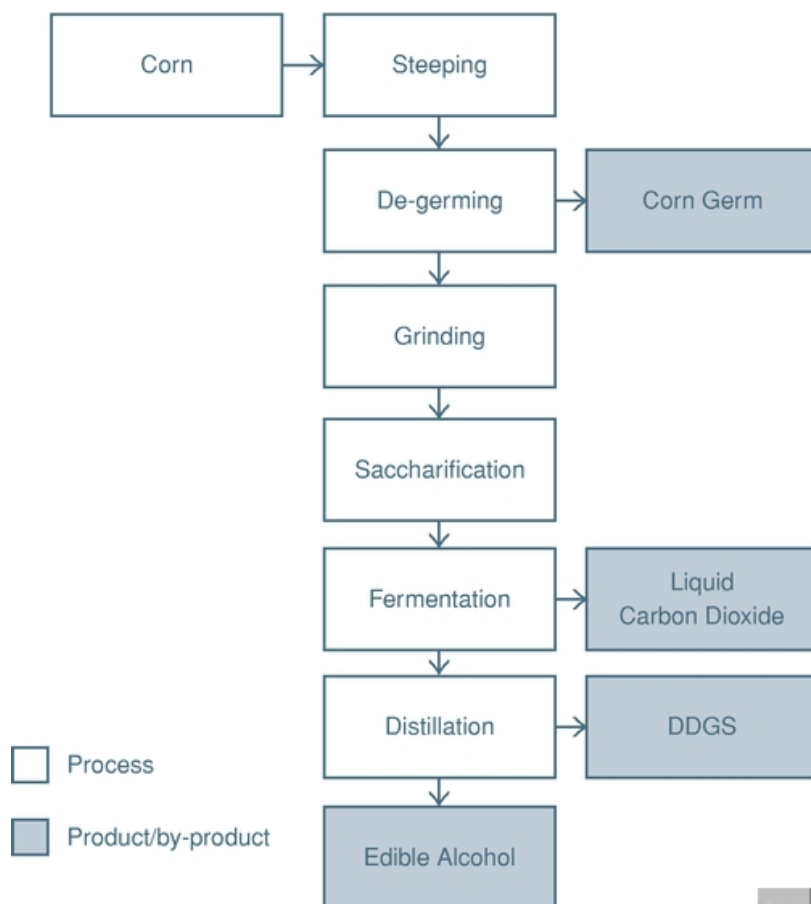 Corn
Steeping
De-germing
Corn Germ
Grinding
Saccharification
Fermentation
Liquid
Carbon Dioxide
Distillation
DDGS
Process
Product/by-product
Edible Alcohol